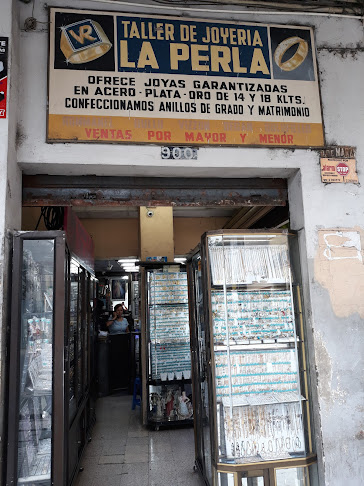 VR
TALLER DE JOYERIA
LA PERLA
OFRECE JOYAS GARANTIZADAS
EN ACERO - PLATA - ORO DE 14 Y 18 KLTS.
CONFECCIONAMOS ANILLOS DE GRADO Y MATRIMONIO
VENTAS POR MAYOR Y MENOR
900
STOP